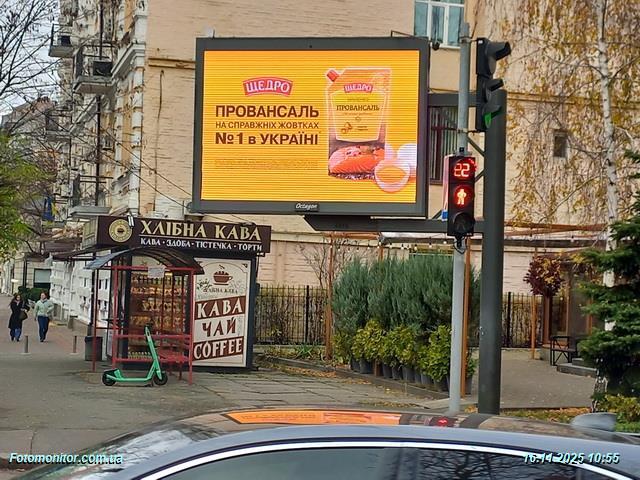 ЩЕДРО
ПРОВАНСАЛЬ
НА СПРАВЖНІХ ЖОВТКАХ
№1 в УКРАЇНІ
ЩЕДРО
ПРОВАНСАЛЬ
Octagon
22
ХЛІБНА КАВА
КАВА • ЗДОБА • ТІСТЕЧКА • ТОРТИ
ХЛІБНА КАВА
КАВА
ЧАЙ
COFFEE
Fotomonitor.com.ua
16.11.2025 10:55